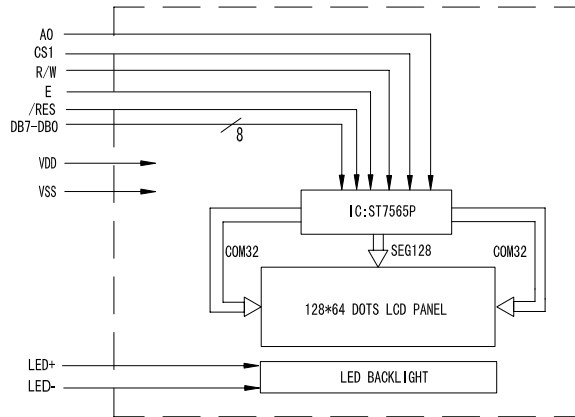 A0
CS1
R/W
E
/RES
DB7-DB0
8
VDD
VSS
IC:ST7565P
COM32
SEG128
COM32
128*64 DOTS LCD PANEL
LED+
LED-
LED BACKLIGHT